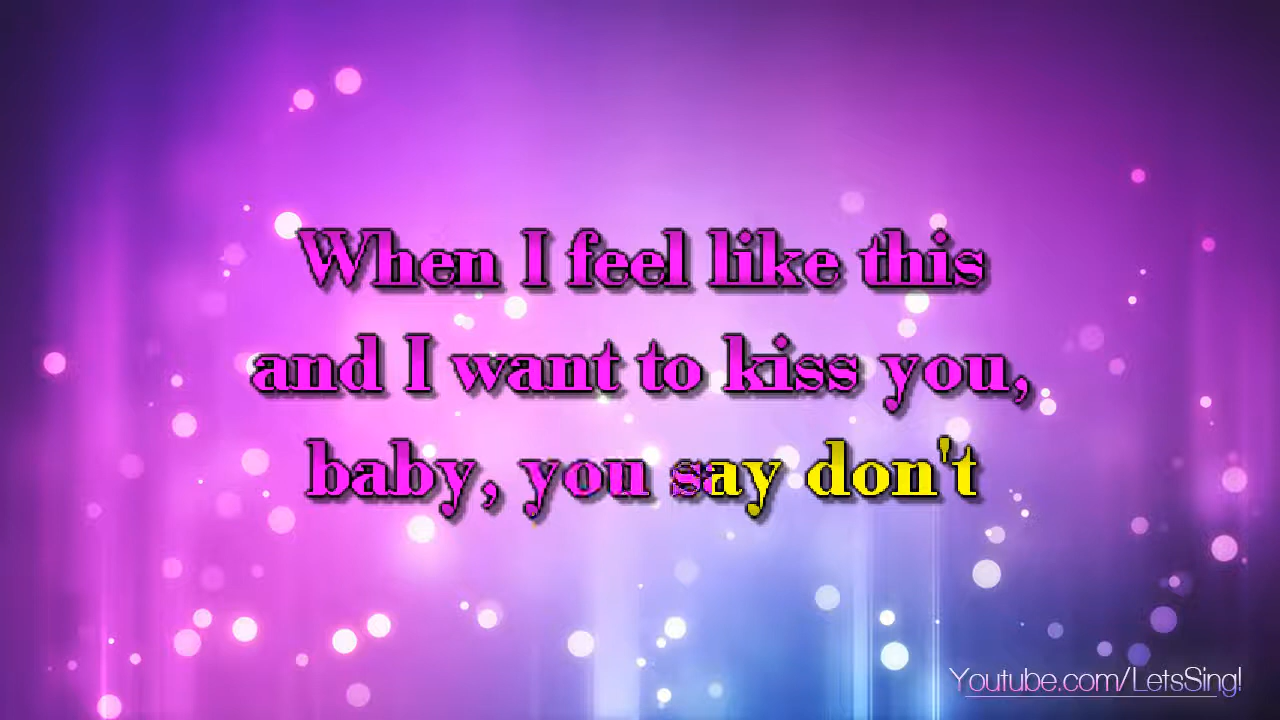 When I feel like this
and I want to kiss you,
baby, you say don't
Youtube.com/LetsSing!